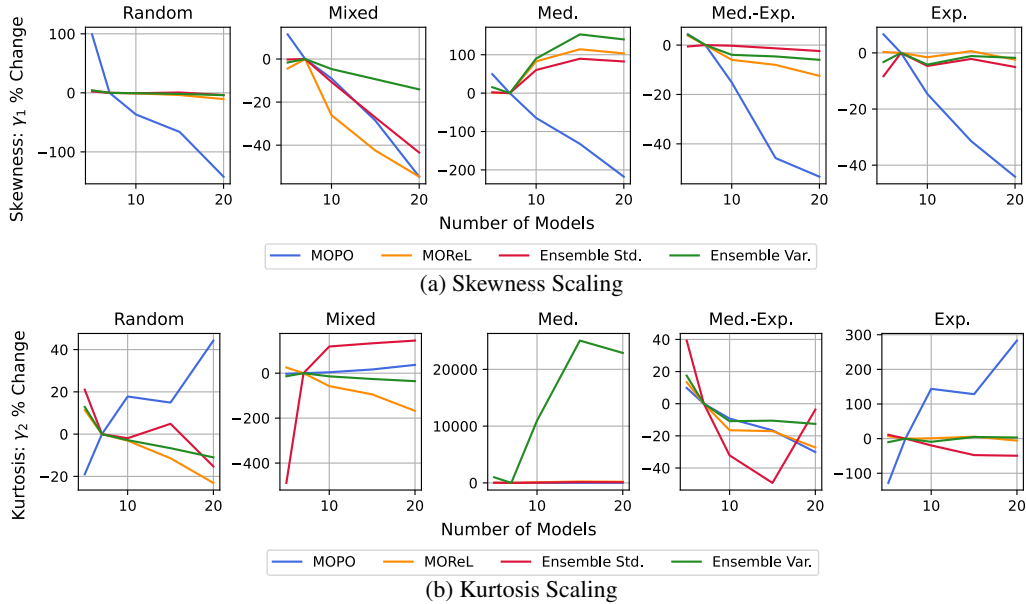 Random Mixed Med. Med.-Exp. Exp.
Skewness: γ₁ % Change
100 0 −100
0 −20 −40
100 0 −100 −200
0 −20 −40
0 −20 −40
10 20 10 20 10 20 10 20 10 20
Number of Models
MOPO MOReL Ensemble Std. Ensemble Var.
(a) Skewness Scaling
Random Mixed Med. Med.-Exp. Exp.
Kurtosis: γ₂ % Change
40 20 0 −20
0 −200 −400
20000 10000 0
40 20 0 −20 −40
300 200 100 0 −100
10 20 10 20 10 20 10 20 10 20
Number of Models
MOPO MOReL Ensemble Std. Ensemble Var.
(b) Kurtosis Scaling